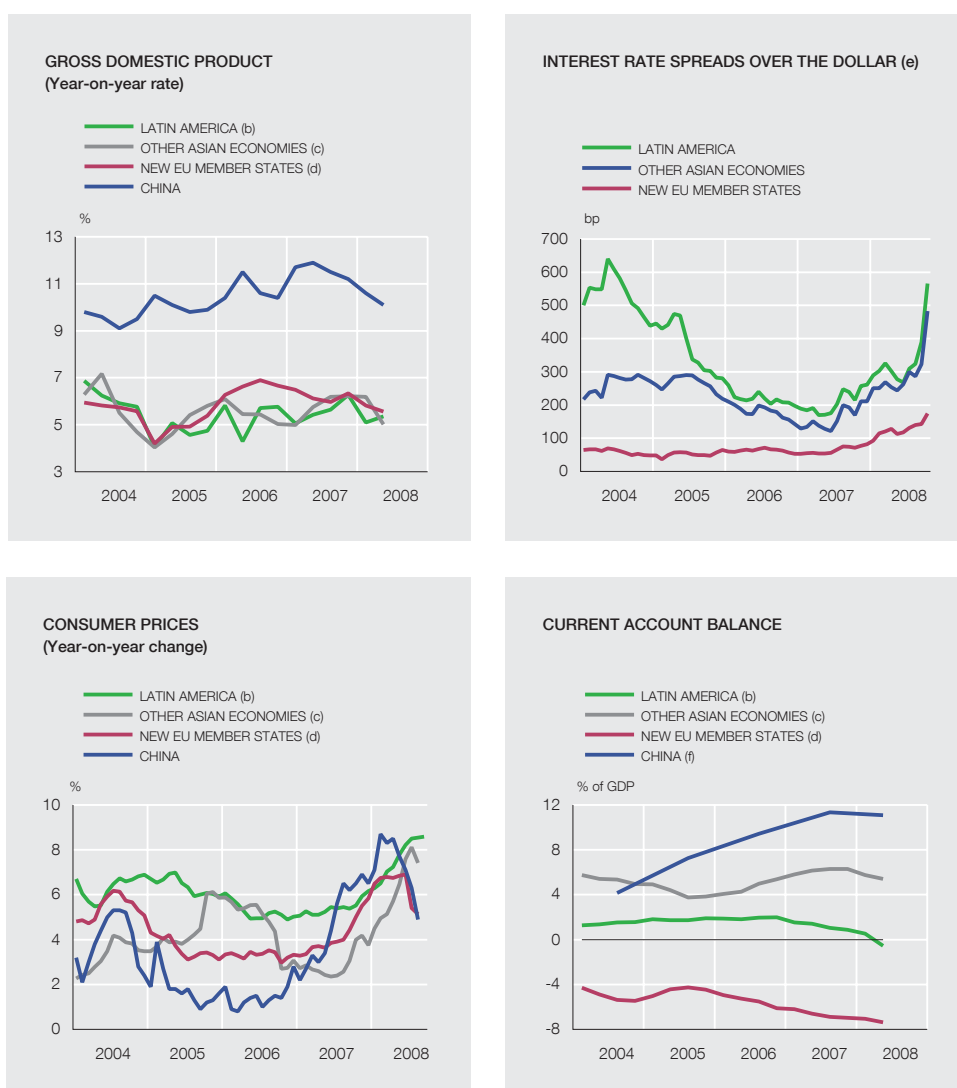 GROSS DOMESTIC PRODUCT
(Year-on-year rate)
LATIN AMERICA (b)
OTHER ASIAN ECONOMIES (c)
NEW EU MEMBER STATES (d)
CHINA
%
13
11
9
7
5
3
2004 2005 2006 2007 2008
INTEREST RATE SPREADS OVER THE DOLLAR (e)
LATIN AMERICA
OTHER ASIAN ECONOMIES
NEW EU MEMBER STATES
bp
700
600
500
400
300
200
100
0
2004 2005 2006 2007 2008
CONSUMER PRICES
(Year-on-year change)
LATIN AMERICA (b)
OTHER ASIAN ECONOMIES (c)
NEW EU MEMBER STATES (d)
CHINA
%
10
8
6
4
2
0
2004 2005 2006 2007 2008
CURRENT ACCOUNT BALANCE
LATIN AMERICA (b)
OTHER ASIAN ECONOMIES (c)
NEW EU MEMBER STATES (d)
CHINA (f)
% of GDP
12
8
4
0
-4
-8
2004 2005 2006 2007 2008